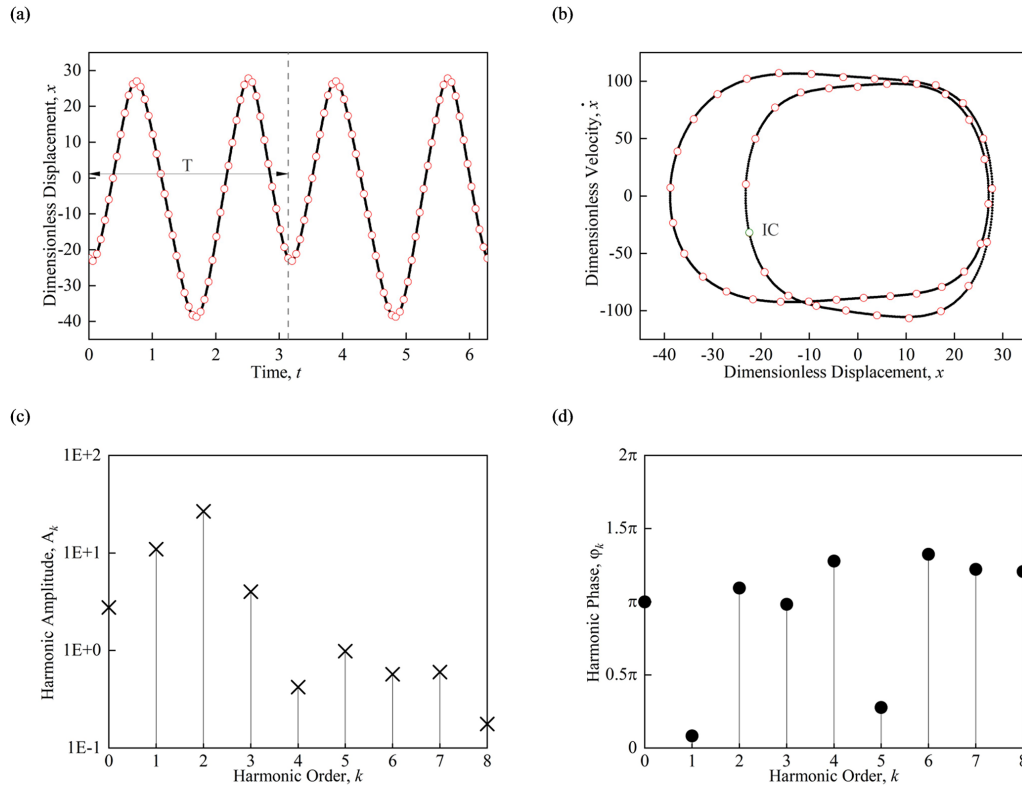 (a)
(b)
Dimensionless Displacement, x
30
20
10
0
-10
-20
-30
-40
T
0 1 2 3 4 5 6
Time, t
Dimensionless Velocity, ẋ
100
50
0
-50
-100
IC
-40 -30 -20 -10 0 10 20 30
Dimensionless Displacement, x
(c)
(d)
Harmonic Amplitude, Aₖ
1E+2
1E+1
1E+0
1E-1
0 1 2 3 4 5 6 7 8
Harmonic Order, k
Harmonic Phase, φₖ
2π
1.5π
π
0.5π
0
0 1 2 3 4 5 6 7 8
Harmonic Order, k